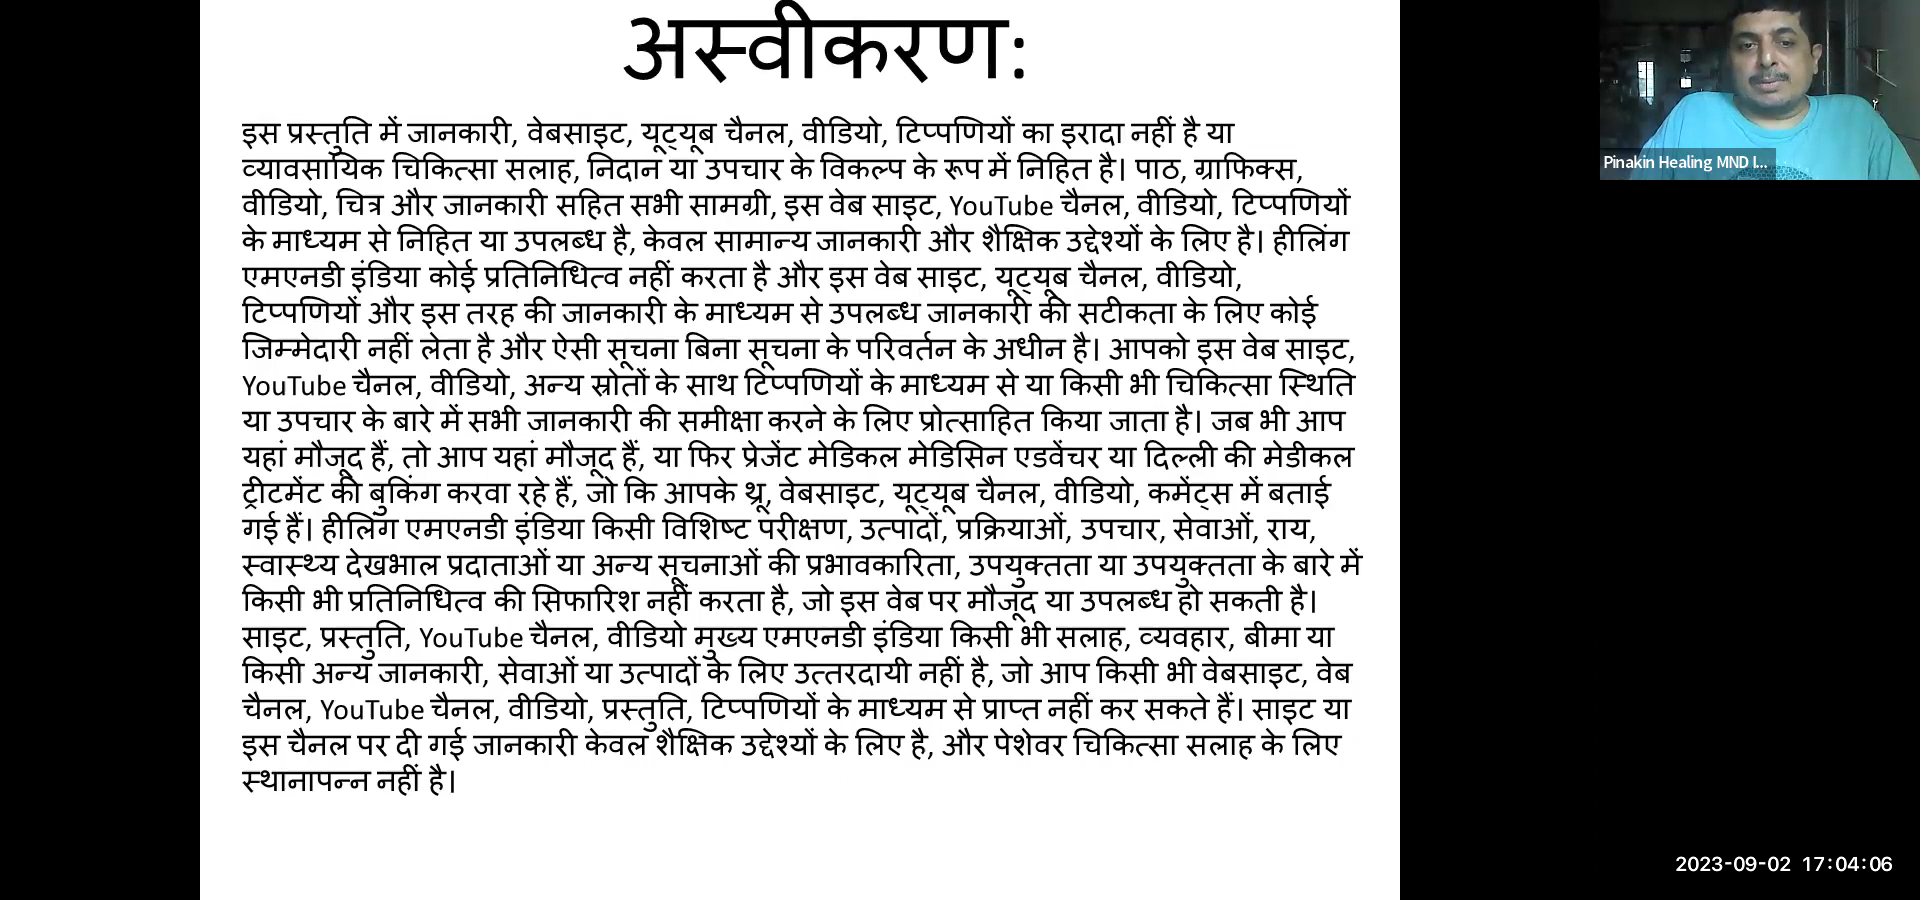 अस्वीकरण:
इस प्रस्तुति में जानकारी, वेबसाइट, यूट्यूब चैनल, वीडियो, टिप्पणियों का इरादा नहीं है या
व्यावसायिक चिकित्सा सलाह, निदान या उपचार के विकल्प के रूप में निहित है। पाठ, ग्राफिक्स,
वीडियो, चित्र और जानकारी सहित सभी सामग्री, इस वेब साइट, YouTube चैनल, वीडियो, टिप्पणियों
के माध्यम से निहित या उपलब्ध है, केवल सामान्य जानकारी और शैक्षिक उद्देश्यों के लिए है। हीलिंग
एमएनडी इंडिया कोई प्रतिनिधित्व नहीं करता है और इस वेब साइट, यूट्यूब चैनल, वीडियो,
टिप्पणियों और इस तरह की जानकारी के माध्यम से उपलब्ध जानकारी की सटीकता के लिए कोई
जिम्मेदारी नहीं लेता है और ऐसी सूचना बिना सूचना के परिवर्तन के अधीन है। आपको इस वेब साइट,
YouTube चैनल, वीडियो, अन्य स्रोतों के साथ टिप्पणियों के माध्यम से या किसी भी चिकित्सा स्थिति
या उपचार के बारे में सभी जानकारी की समीक्षा करने के लिए प्रोत्साहित किया जाता है। जब भी आप
यहां मौजूद हैं, तो आप यहां मौजूद हैं, या फिर प्रेजेंट मेडिकल मेडिसिन एडवेंचर या दिल्ली की मेडीकल
ट्रीटमेंट की बुकिंग करवा रहे हैं, जो कि आपके थ्रू, वेबसाइट, यूट्यूब चैनल, वीडियो, कमेंट्स में बताई
गई हैं। हीलिंग एमएनडी इंडिया किसी विशिष्ट परीक्षण, उत्पादों, प्रक्रियाओं, उपचार, सेवाओं, राय,
स्वास्थ्य देखभाल प्रदाताओं या अन्य सूचनाओं की प्रभावकारिता, उपयुक्तता या उपयुक्तता के बारे में
किसी भी प्रतिनिधित्व की सिफारिश नहीं करता है, जो इस वेब पर मौजूद या उपलब्ध हो सकती है।
साइट, प्रस्तुति, YouTube चैनल, वीडियो मुख्य एमएनडी इंडिया किसी भी सलाह, व्यवहार, बीमा या
किसी अन्य जानकारी, सेवाओं या उत्पादों के लिए उत्तरदायी नहीं है, जो आप किसी भी वेबसाइट, वेब
चैनल, YouTube चैनल, वीडियो, प्रस्तुति, टिप्पणियों के माध्यम से प्राप्त नहीं कर सकते हैं। साइट या
इस चैनल पर दी गई जानकारी केवल शैक्षिक उद्देश्यों के लिए है, और पेशेवर चिकित्सा सलाह के लिए
स्थानापन्न नहीं है।
Pinakin Healing MND I...
2023-09-02 17:04:06